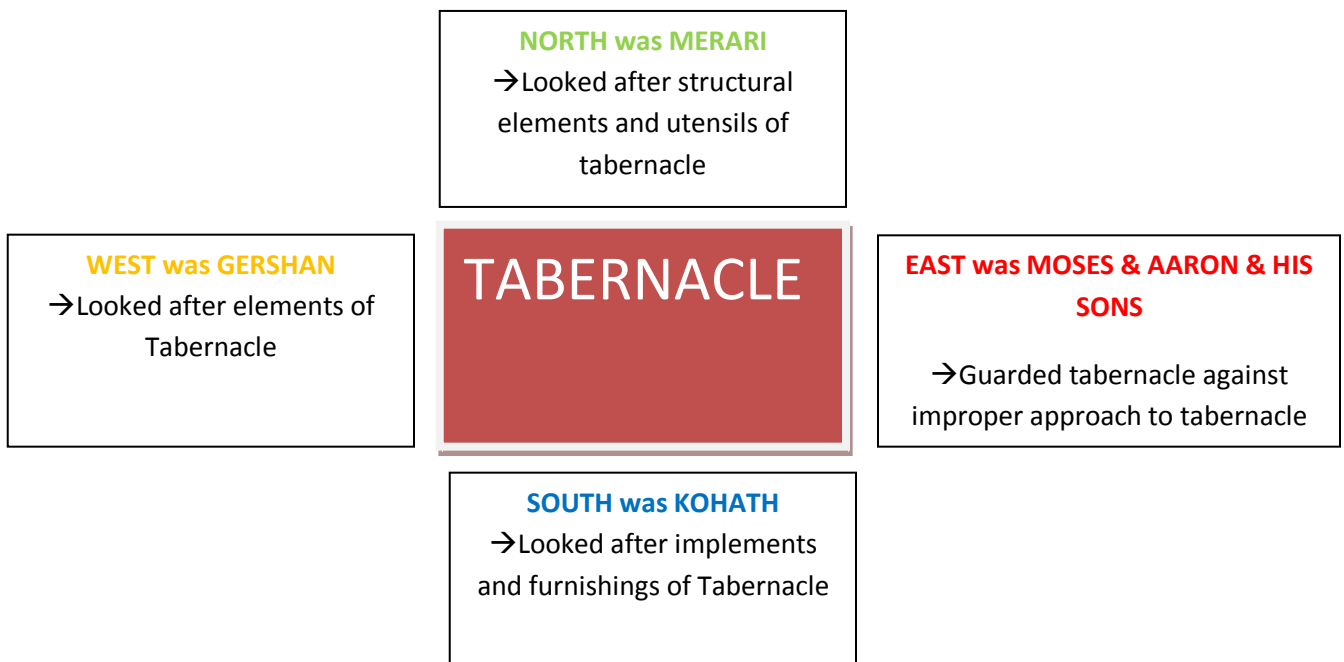 NORTH was MERARI
→Looked after structural
elements and utensils of
tabernacle
WEST was GERSHAN
→Looked after elements of
Tabernacle
TABERNACLE
EAST was MOSES & AARON & HIS
SONS
→Guarded tabernacle against
improper approach to tabernacle
SOUTH was KOHATH
→Looked after implements
and furnishings of Tabernacle